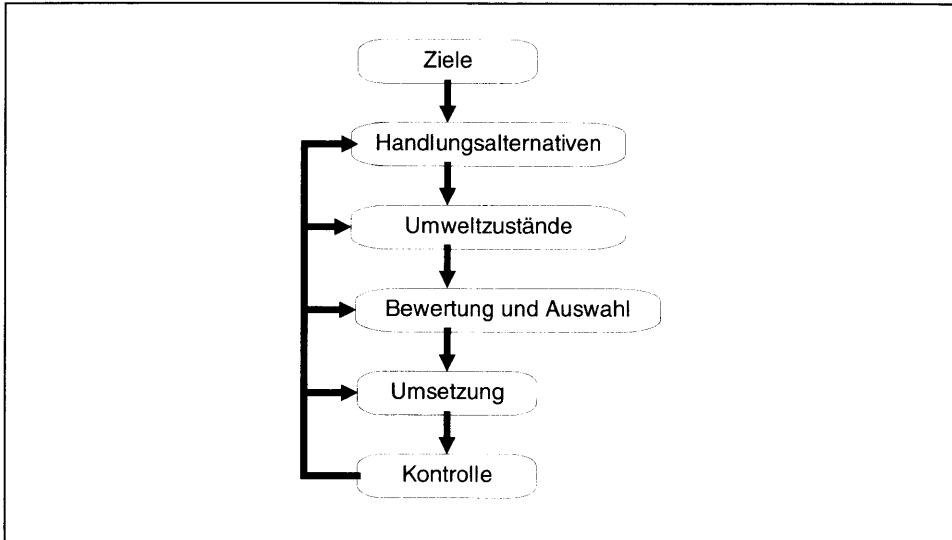 Ziele
Handlungsalternativen
Umweltzustände
Bewertung und Auswahl
Umsetzung
Kontrolle